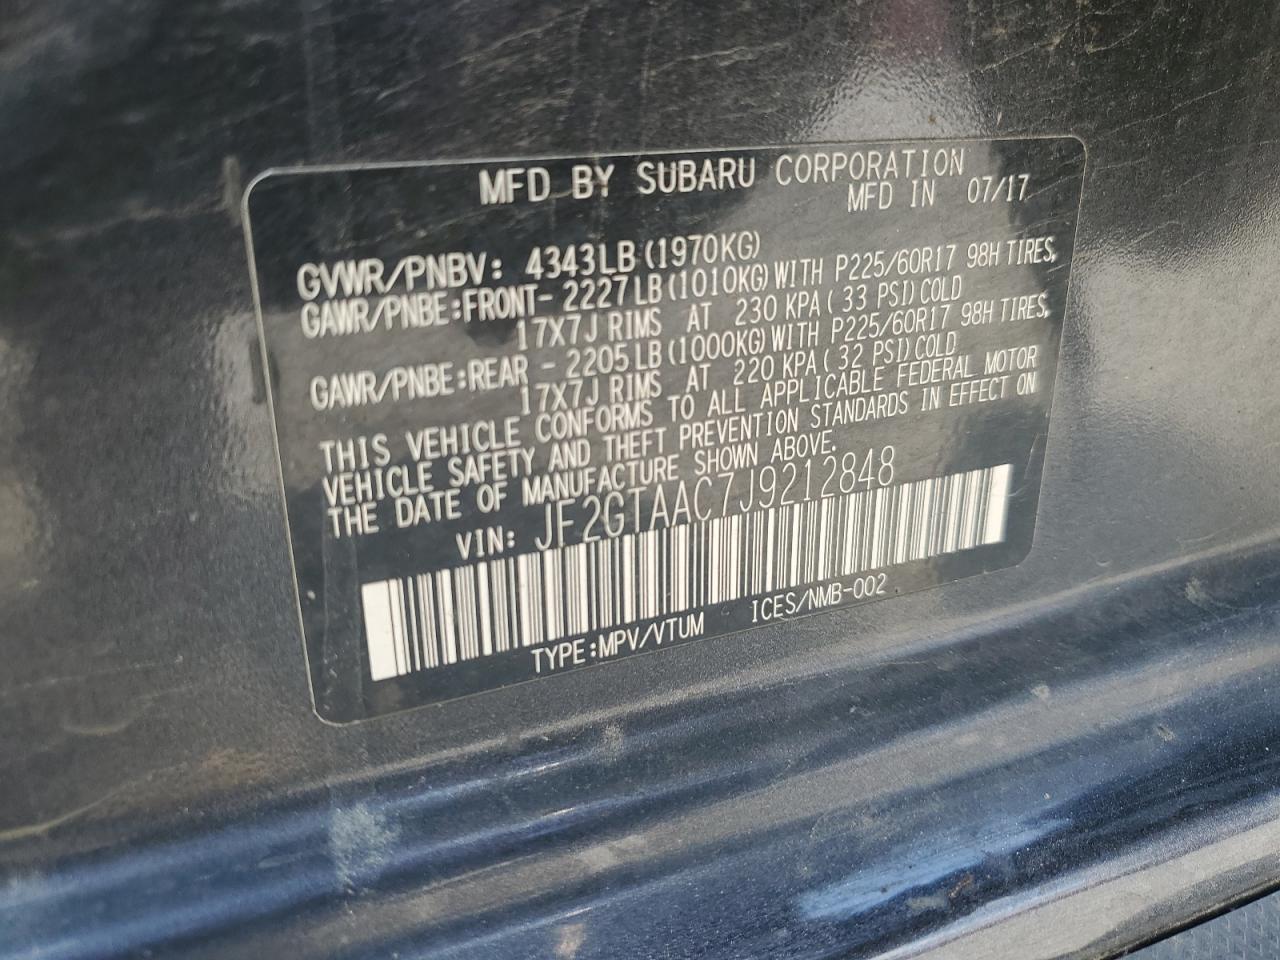 MFD BY SUBARU CORPORATION
MFD IN 07/17
GVWR/PNBV: 4343LB (1970KG)
GAWR/PNBE:FRONT- 2227LB (1010KG) WITH P225/60R17 98H TIRES,
17X7J RIMS AT 230 KPA ( 33 PSI) COLD
GAWR/PNBE:REAR - 2205LB (1000KG) WITH P225/60R17 98H TIRES,
17X7J RIMS AT 220 KPA ( 32 PSI) COLD
THIS VEHICLE CONFORMS TO ALL APPLICABLE FEDERAL MOTOR
VEHICLE SAFETY AND THEFT PREVENTION STANDARDS IN EFFECT ON
THE DATE OF MANUFACTURE SHOWN ABOVE.
VIN: JF2GTAAC7J9212848
TYPE:MPV/VTUM ICES/NMB-002